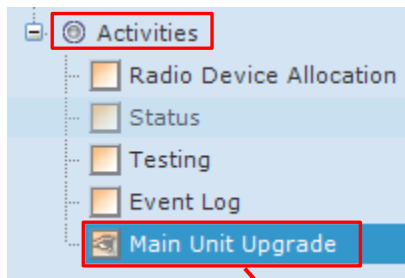 Activities
Radio Device Allocation
Status
Testing
Event Log
Main Unit Upgrade